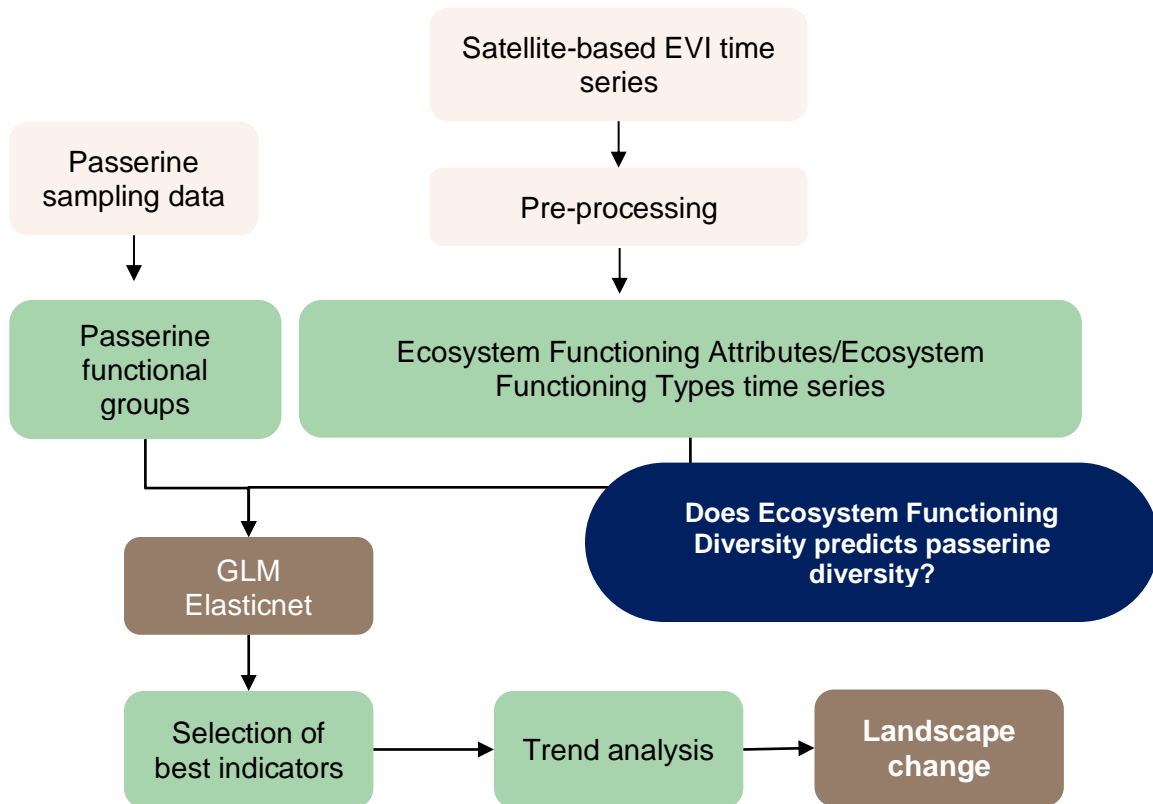 Satellite-based EVI time
series
Passerine
sampling data
Pre-processing
Passerine
functional
groups
Ecosystem Functioning Attributes/Ecosystem
Functioning Types time series
Does Ecosystem Functioning
Diversity predicts passerine
diversity?
GLM
Elasticnet
Selection of
best indicators
Trend analysis
Landscape
change